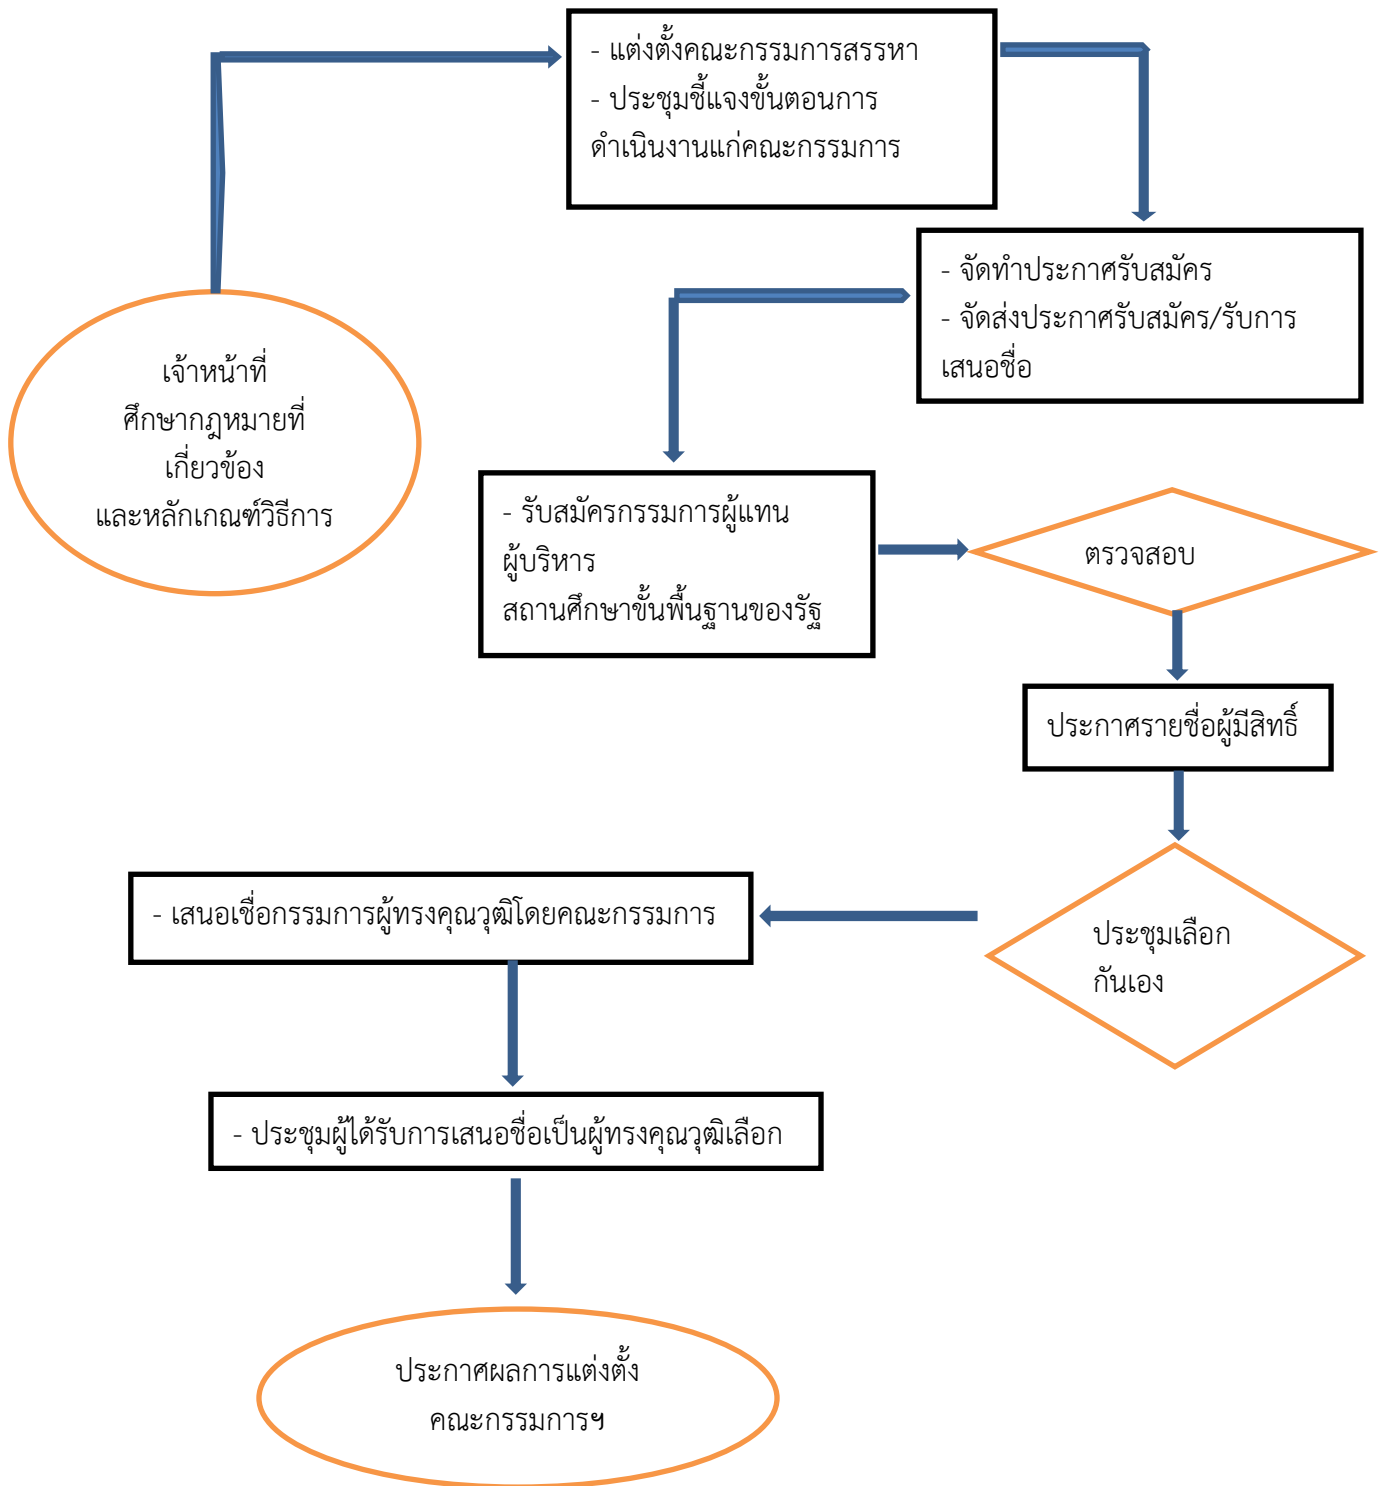 - แต่งตั้งคณะกรรมการสรรหา
- ประชุมชี้แจงขั้นตอนการ
ดำเนินงานแก่คณะกรรมการ
- จัดทำประกาศรับสมัคร
- จัดส่งประกาศรับสมัคร/รับการ
เสนอชื่อ
เจ้าหน้าที่
ศึกษากฎหมายที่
เกี่ยวข้อง
และหลักเกณฑ์วิธีการ
- รับสมัครกรรมการผู้แทน
ผู้บริหาร
สถานศึกษาขั้นพื้นฐานของรัฐ
ตรวจสอบ
ประกาศรายชื่อผู้มีสิทธิ์
ประชุมเลือก
กันเอง
- เสนอเชื่อกรรมการผู้ทรงคุณวุฒิโดยคณะกรรมการ
- ประชุมผู้ได้รับการเสนอชื่อเป็นผู้ทรงคุณวุฒิเลือก
ประกาศผลการแต่งตั้ง
คณะกรรมการฯ